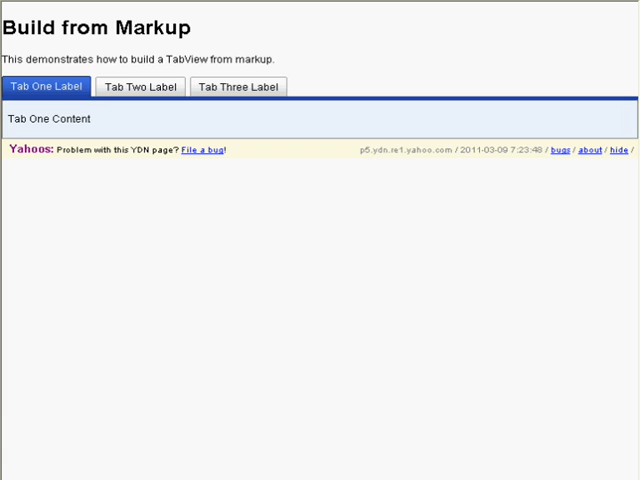 Build from Markup
This demonstrates how to build a TabView from markup.
Tab One Label Tab Two Label Tab Three Label
Tab One Content
Yahoos: Problem with this YDN page? File a bug! p5.ydn.re1.yahoo.com / 2011-03-09 7:23:48 / bugs / about / hide /